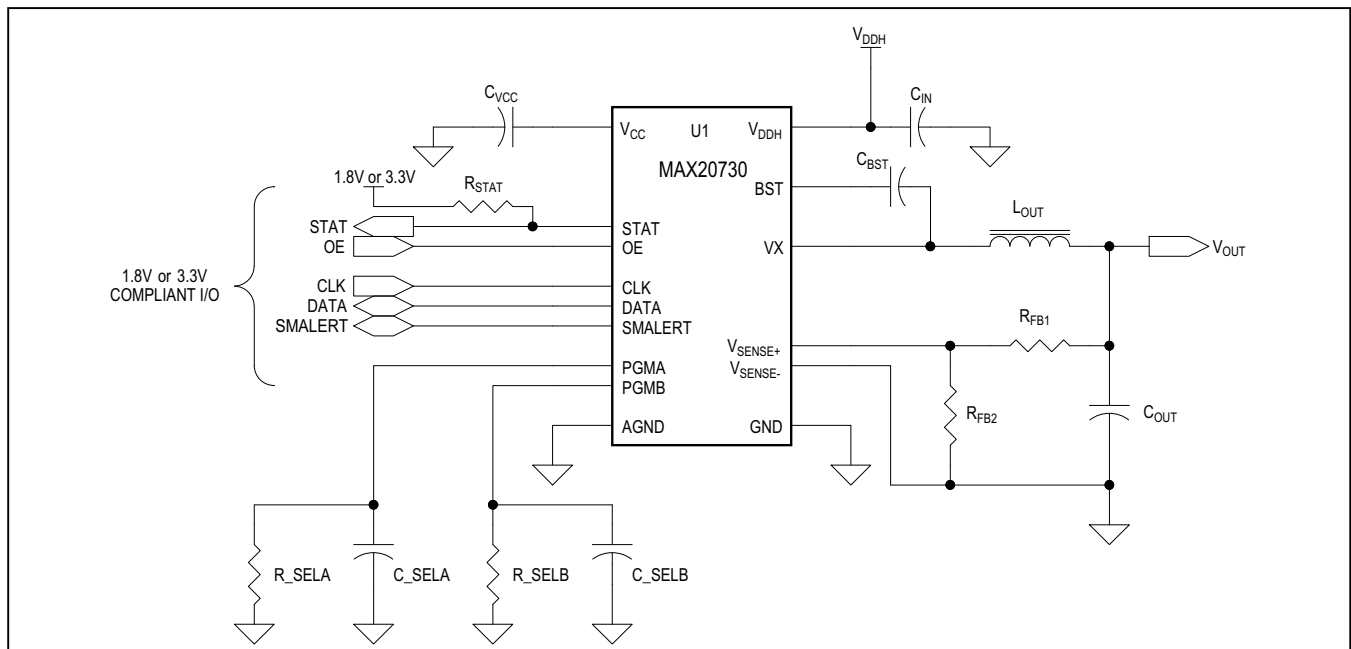 V_DDH
C_VCC
C_IN
V_CC
U1
V_DDH
MAX20730
C_BST
BST
1.8V or 3.3V
R_STAT
L_OUT
STAT
STAT
OE
OE
VX
V_OUT
1.8V or 3.3V
COMPLIANT I/O
CLK
CLK
DATA
DATA
SMALERT
SMALERT
R_FB1
V_SENSE+
PGMA
V_SENSE-
PGMB
R_FB2
C_OUT
AGND
GND
R_SELA
C_SELA
R_SELB
C_SELB